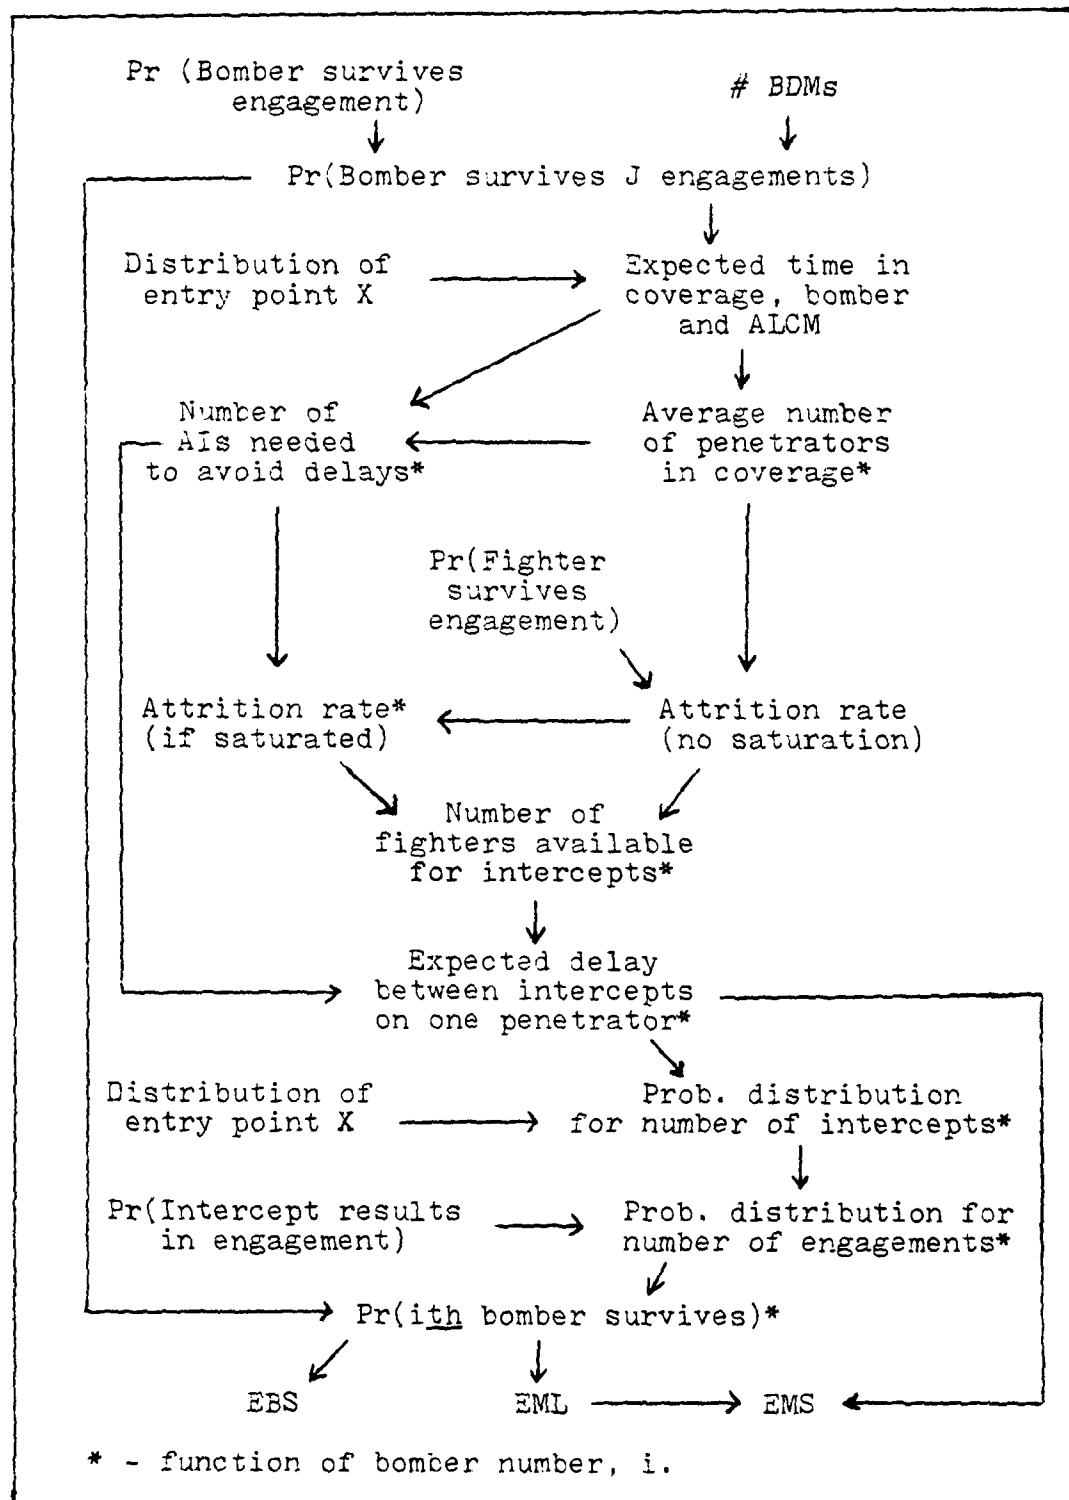 Pr (Bomber survives
engagement)
# BDMs
Pr(Bomber survives J engagements)
Distribution of
entry point X
Expected time in
coverage, bomber
and ALCM
Number of
AIs needed
to avoid delays*
Average number
of penetrators
in coverage*
Pr(Fighter
survives
engagement)
Attrition rate*
(if saturated)
Attrition rate
(no saturation)
Number of
fighters available
for intercepts*
Expected delay
between intercepts
on one penetrator*
Distribution of
entry point X
Prob. distribution
for number of intercepts*
Pr(Intercept results
in engagement)
Prob. distribution for
number of engagements*
Pr(ith bomber survives)*
EBS
EML
EMS
* - function of bomber number, i.